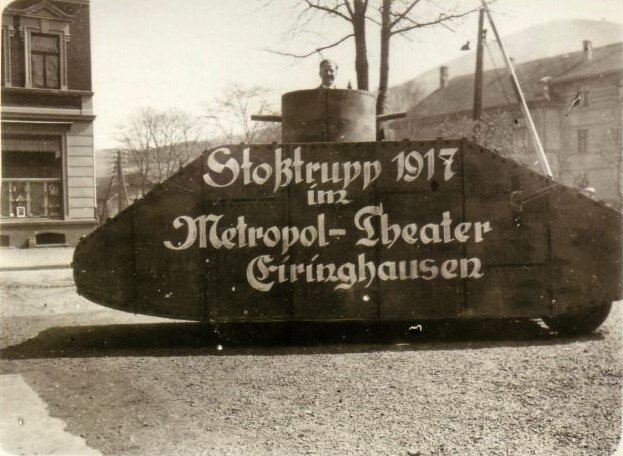 Stoßtrupp 1917
im
Metropol-Theater
Eiringhausen